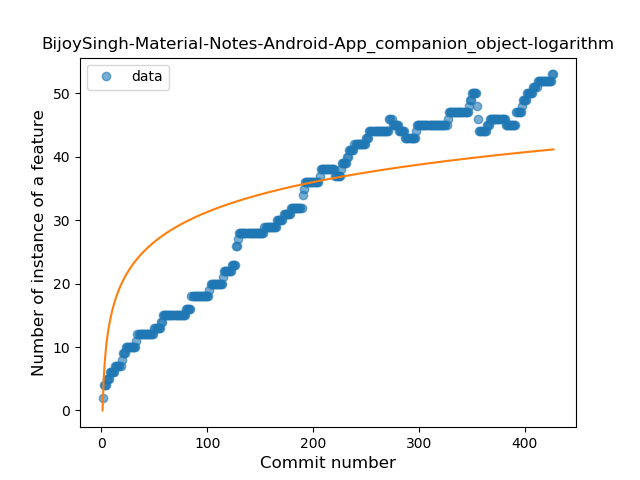 BijoySingh-Material-Notes-Android-App_companion_object-logarithm
data
Number of instance of a feature
50
40
30
20
10
0
0 100 200 300 400
Commit number